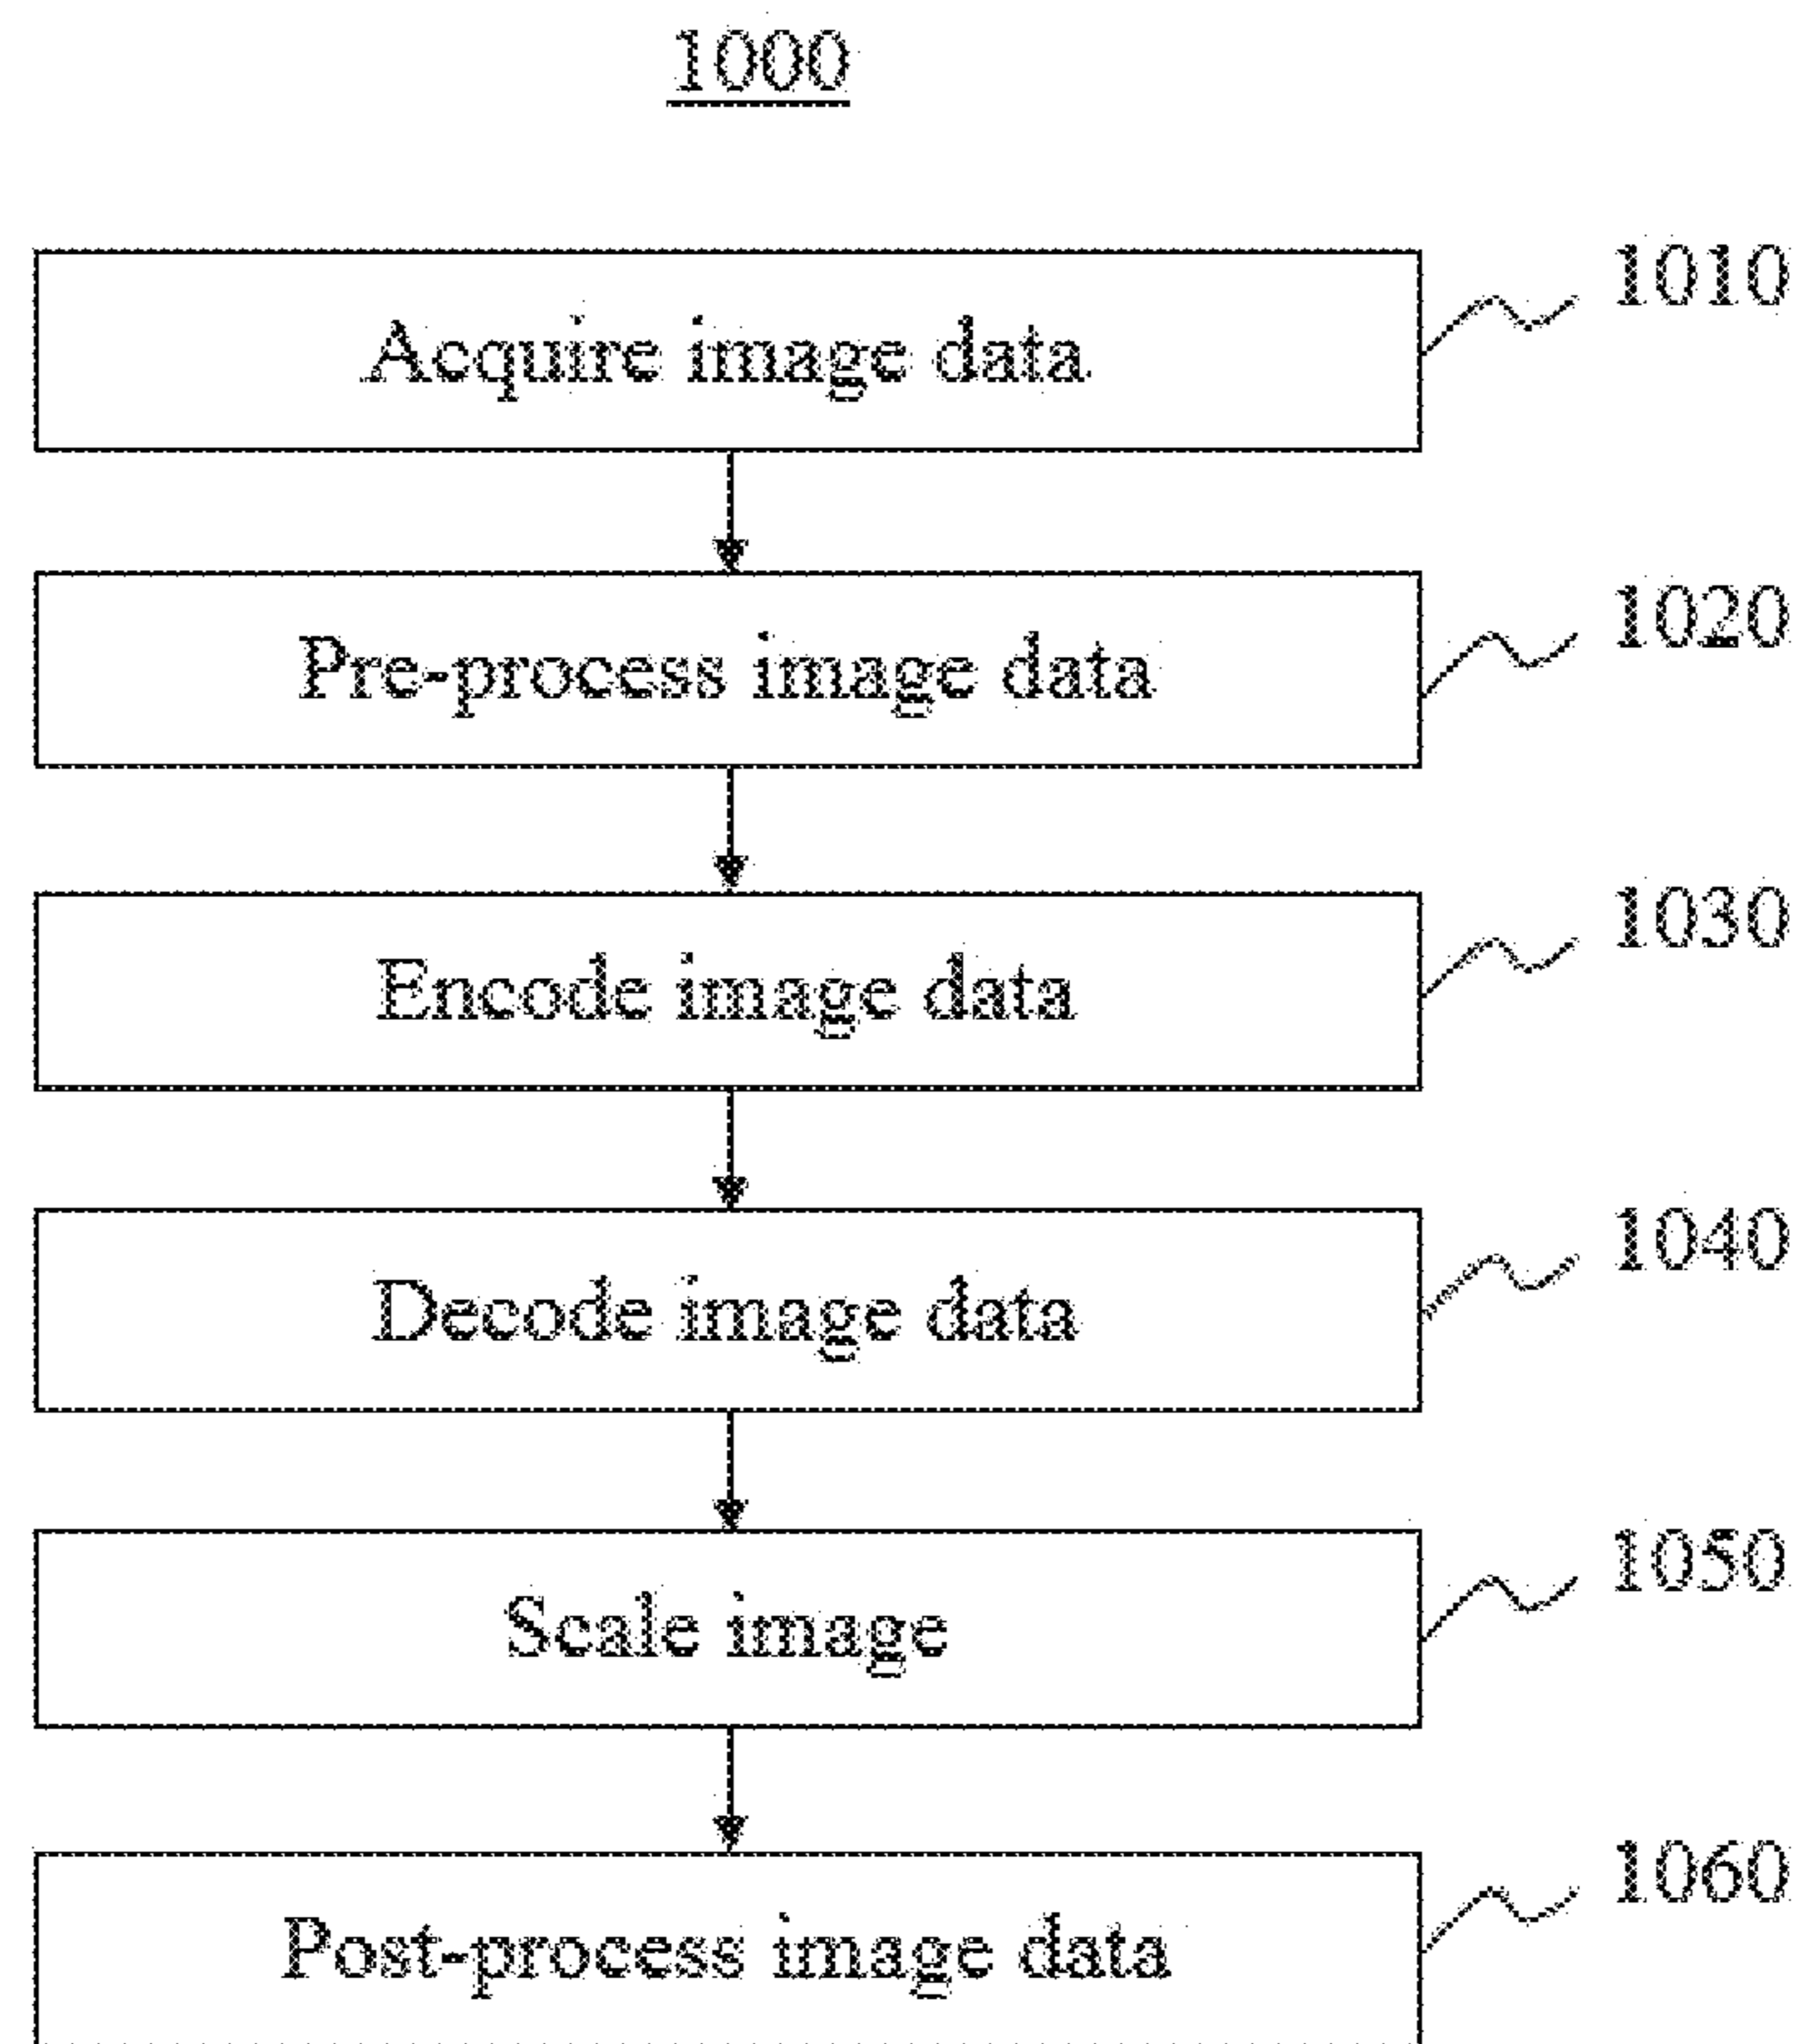 1000
Acquire image data
1010
Pre-process image data
1020
Encode image data
1030
Decode image data
1040
Scale image
1050
Post-process image data
1060